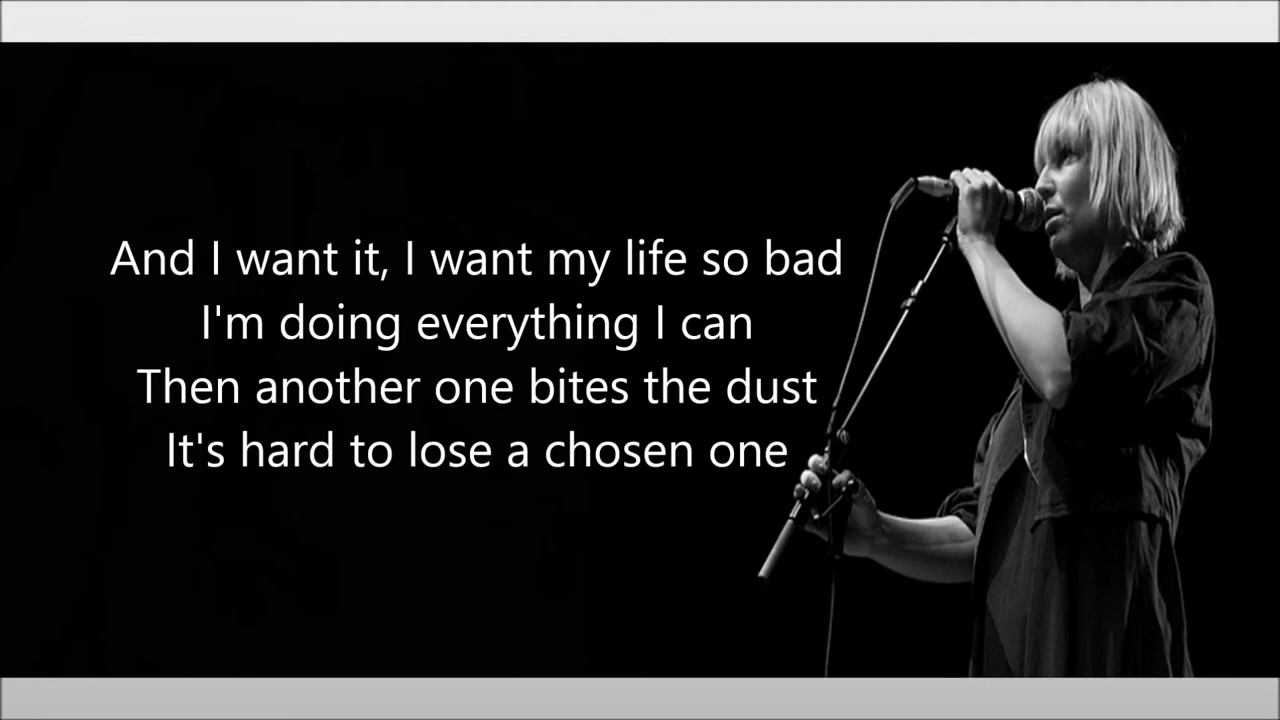 And I want it, I want my life so bad
I'm doing everything I can
Then another one bites the dust
It's hard to lose a chosen one